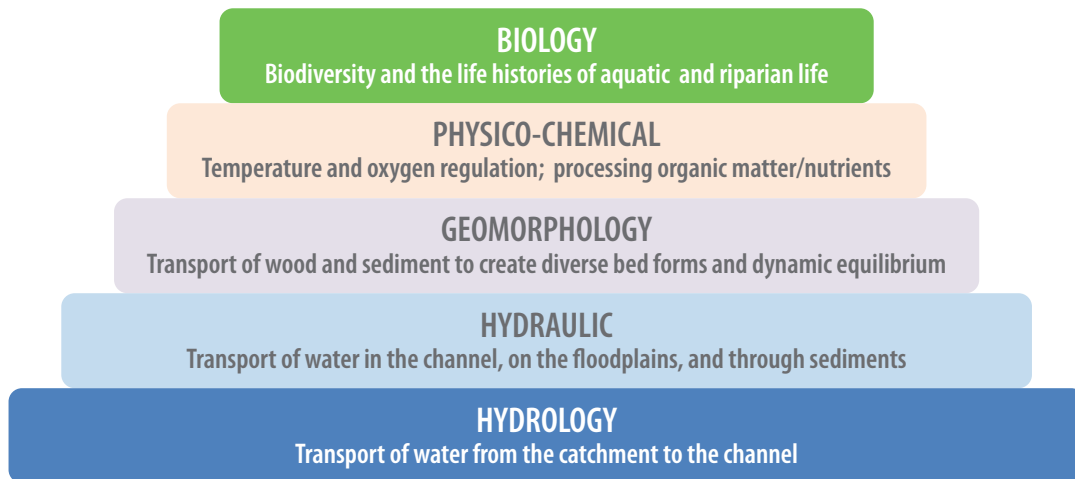 BIOLOGY
Biodiversity and the life histories of aquatic and riparian life
PHYSICO-CHEMICAL
Temperature and oxygen regulation; processing organic matter/nutrients
GEOMORPHOLOGY
Transport of wood and sediment to create diverse bed forms and dynamic equilibrium
HYDRAULIC
Transport of water in the channel, on the floodplains, and through sediments
HYDROLOGY
Transport of water from the catchment to the channel